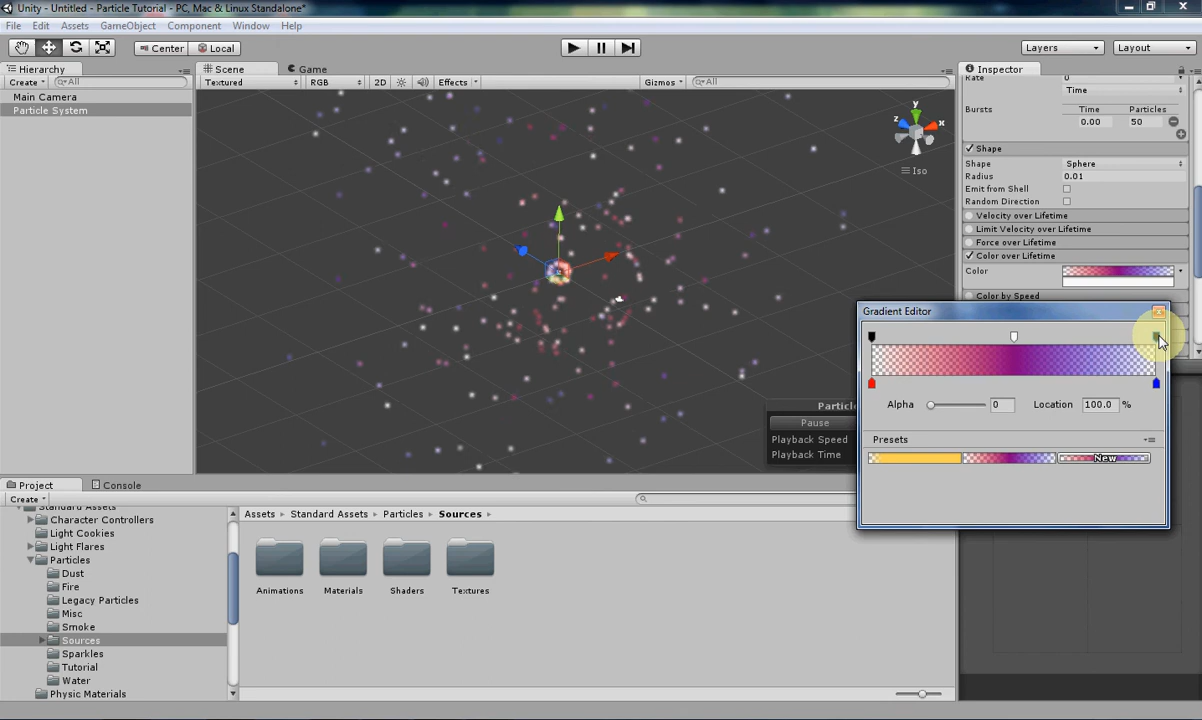 Unity - Untitled - Particle Tutorial - PC, Mac & Linux Standalone*
File Edit Assets GameObject Component Window Help
Center Local Layers Layout
Hierarchy
Create All
Main Camera
Particle System
Scene Game
Textured RGB 2D Effects Gizmos All
y
z x
Iso
Particle
Pause
Playback Speed
Playback Time
Inspector
Rate 0
Time
Bursts Time Particles
0.00 50
Shape
Shape Sphere
Radius 0.01
Emit from Shell
Random Direction
Velocity over Lifetime
Limit Velocity over Lifetime
Force over Lifetime
Color over Lifetime
Color
Color by Speed
Gradient Editor
Alpha 0 Location 100.0 %
Presets
New
Project Console
Create
Standard Assets
Character Controllers
Light Cookies
Light Flares
Particles
Dust
Fire
Legacy Particles
Misc
Smoke
Sources
Sparkles
Tutorial
Water
Physic Materials
Assets Standard Assets Particles Sources
Animations Materials Shaders Textures